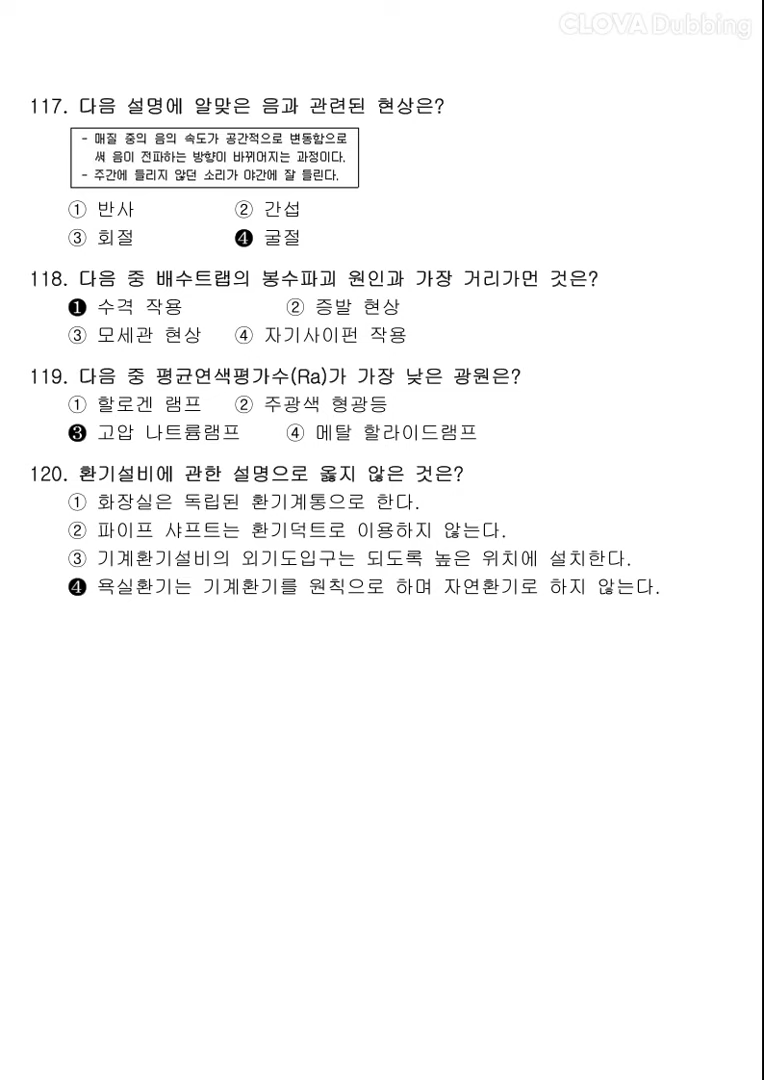 CLOVA Dubbing
117. 다음 설명에 알맞은 음과 관련된 현상은?
- 매질 중의 음의 속도가 공간적으로 변동함으로
써 음이 전파하는 방향이 바뀌어지는 과정이다.
- 주간에 들리지 않던 소리가 야간에 잘 들린다.
① 반사 ② 간섭
③ 회절 ❹ 굴절
118. 다음 중 배수트랩의 봉수파괴 원인과 가장 거리가먼 것은?
❶ 수격 작용 ② 증발 현상
③ 모세관 현상 ④ 자기사이펀 작용
119. 다음 중 평균연색평가수(Ra)가 가장 낮은 광원은?
① 할로겐 램프 ② 주광색 형광등
❸ 고압 나트륨램프 ④ 메탈 할라이드램프
120. 환기설비에 관한 설명으로 옳지 않은 것은?
① 화장실은 독립된 환기계통으로 한다.
② 파이프 샤프트는 환기덕트로 이용하지 않는다.
③ 기계환기설비의 외기도입구는 되도록 높은 위치에 설치한다.
❹ 욕실환기는 기계환기를 원칙으로 하며 자연환기로 하지 않는다.